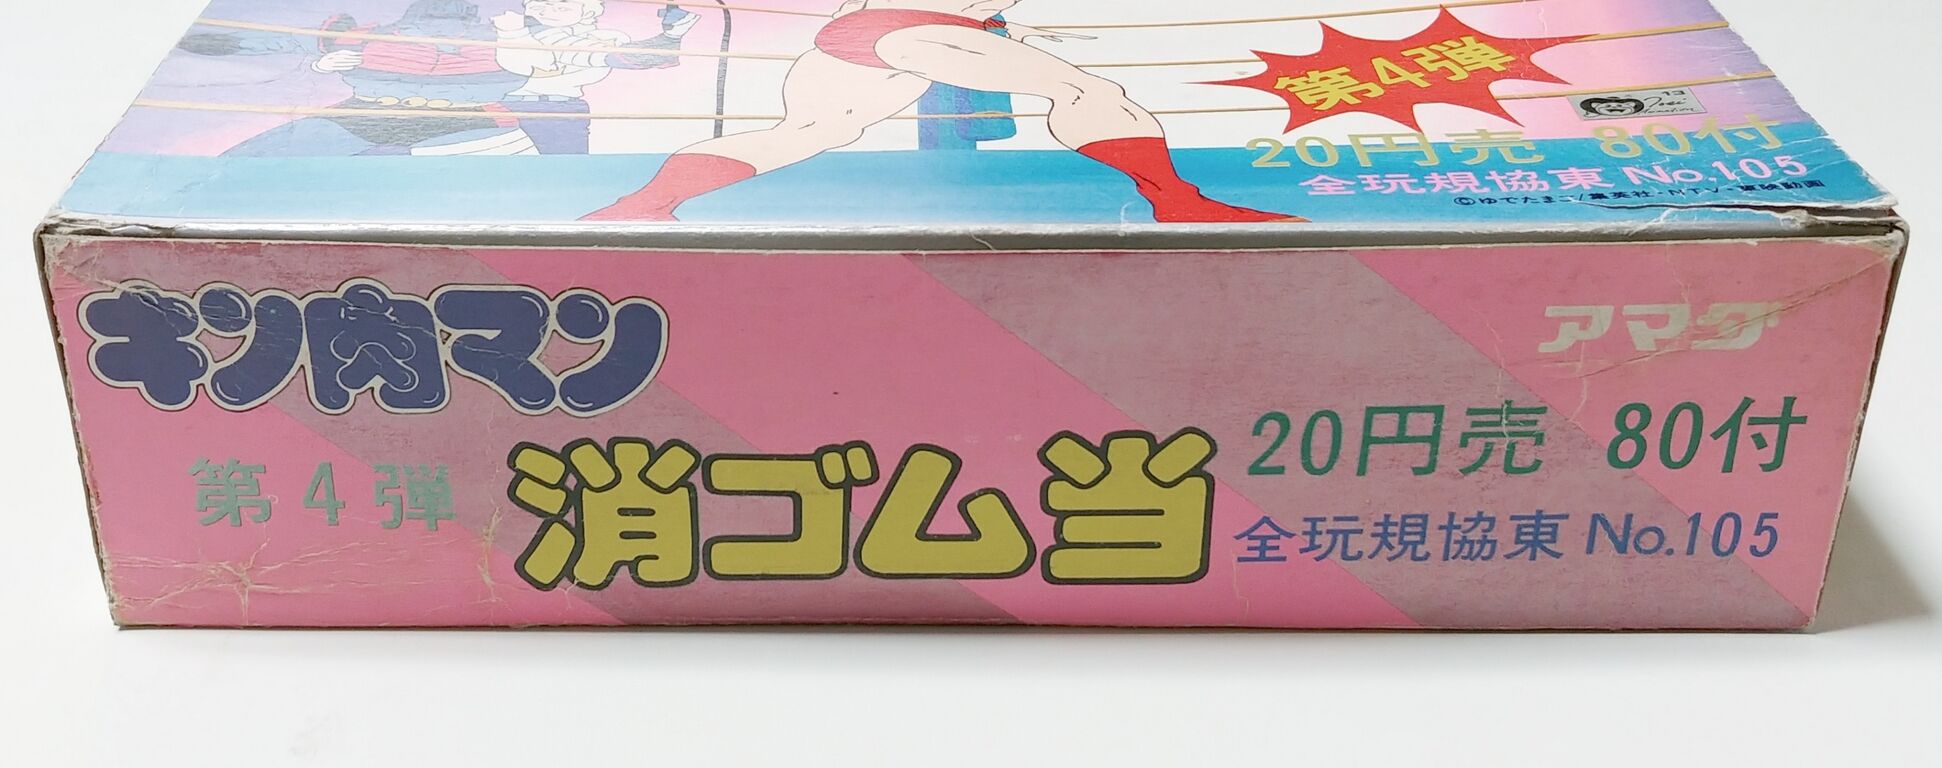 第4弾
20円売 80付
全玩規協東 No.105
©ゆでたまご/集英社・NTV・東映動画
キン肉マン
アマダ
第4弾
消ゴム当
20円売 80付
全玩規協東 No.105